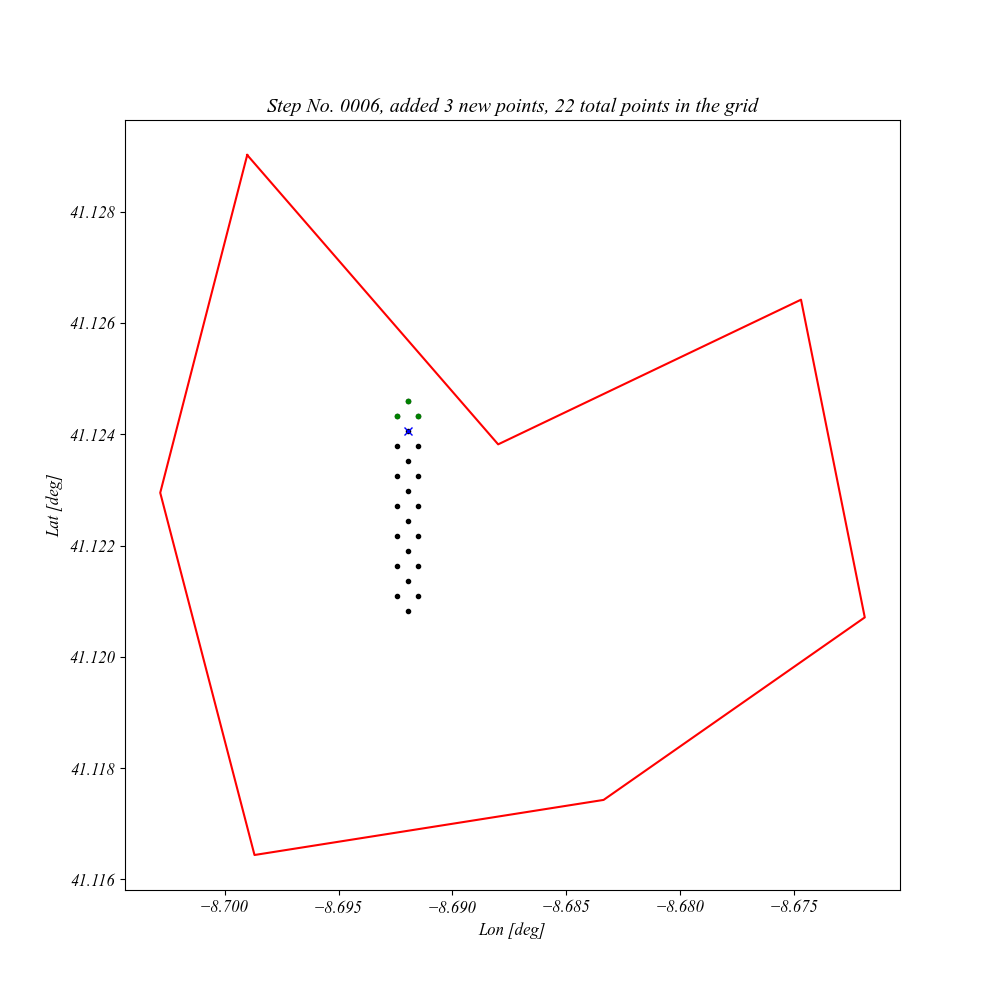 Step No. 0006, added 3 new points, 22 total points in the grid
41.128
41.126
41.124
41.122
41.120
41.118
41.116
Lat [deg]
−8.700 −8.695 −8.690 −8.685 −8.680 −8.675
Lon [deg]